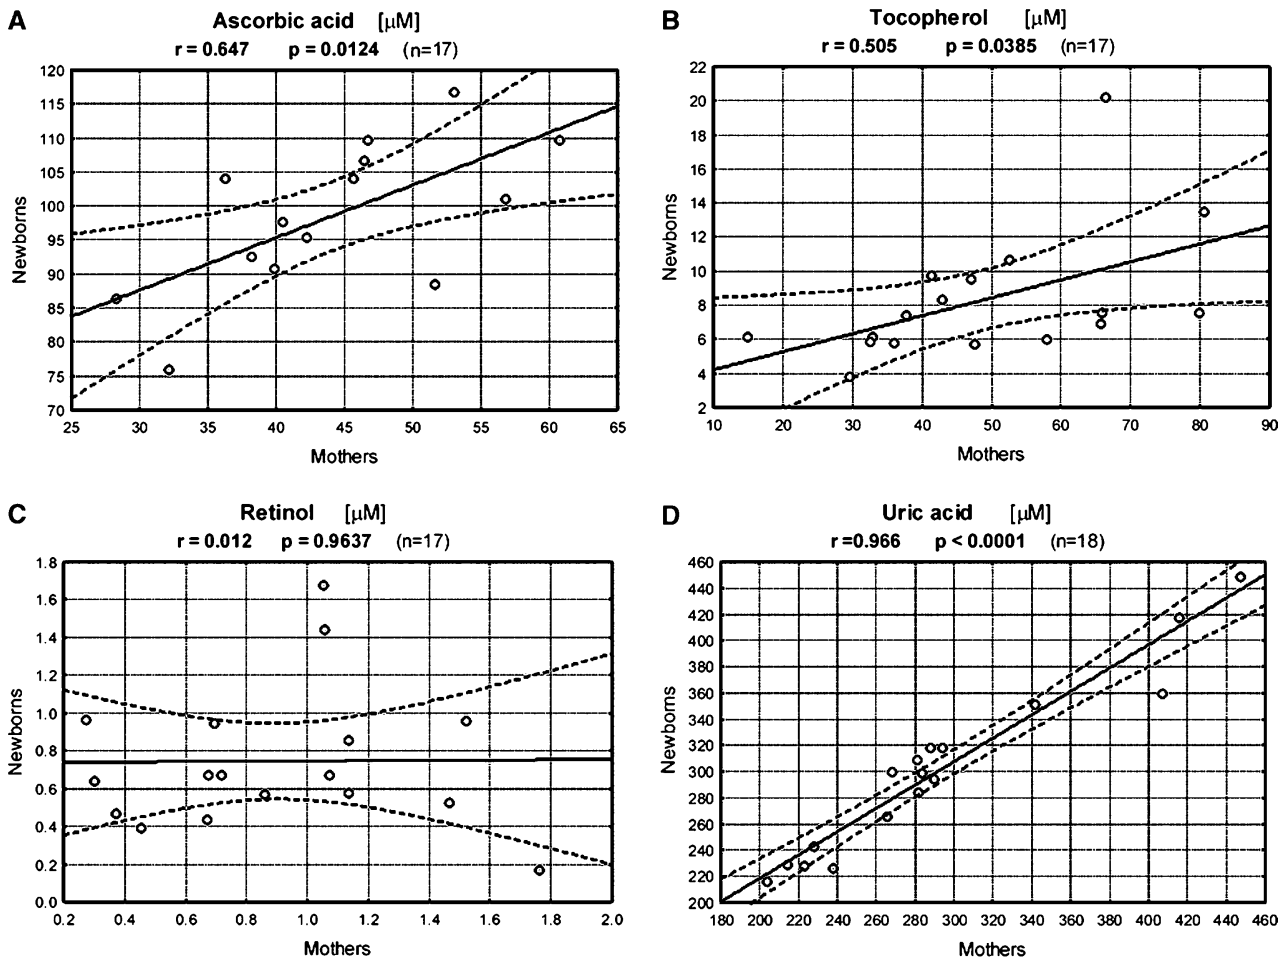 A
Ascorbic acid [µM]
r = 0.647 p = 0.0124 (n=17)
120
115
110
105
100
95
90
85
80
75
70
Newborns
25 30 35 40 45 50 55 60 65
Mothers
B
Tocopherol [µM]
r = 0.505 p = 0.0385 (n=17)
22
20
18
16
14
12
10
8
6
4
2
Newborns
10 20 30 40 50 60 70 80 90
Mothers
C
Retinol [µM]
r = 0.012 p = 0.9637 (n=17)
1.8
1.6
1.4
1.2
1.0
0.8
0.6
0.4
0.2
0.0
Newborns
0.2 0.4 0.6 0.8 1.0 1.2 1.4 1.6 1.8 2.0
Mothers
D
Uric acid [µM]
r =0.966 p < 0.0001 (n=18)
460
440
420
400
380
360
340
320
300
280
260
240
220
200
Newborns
180 200 220 240 260 280 300 320 340 360 380 400 420 440 460
Mothers